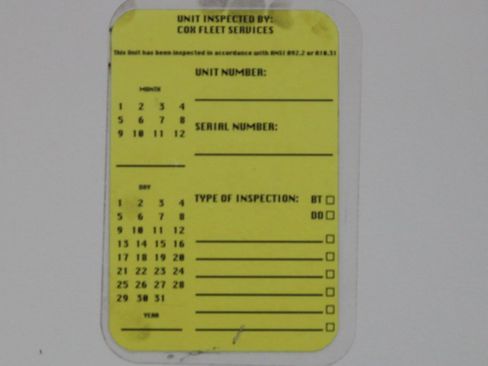 UNIT INSPECTED BY:
COX FLEET SERVICES
This Unit has been inspected in accordance with ANSI A92.2 or A10.31
UNIT NUMBER:
MONTH
1 2 3 4
5 6 7 8
9 10 11 12
SERIAL NUMBER:
DAY
1 2 3 4
5 6 7 8
9 10 11 12
13 14 15 16
17 18 19 20
21 22 23 24
25 26 27 28
29 30 31
YEAR
TYPE OF INSPECTION: BT
DD